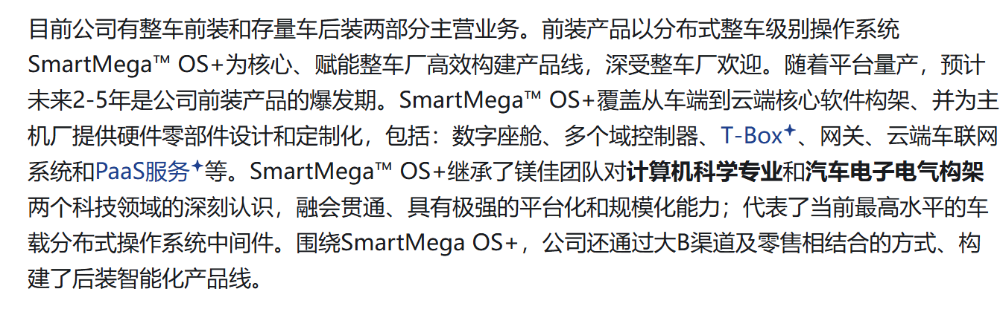 目前公司有整车前装和存量车后装两部分主营业务。前装产品以分布式整车级别操作系统
SmartMega™ OS+为核心、赋能整车厂高效构建产品线，深受整车厂欢迎。随着平台量产，预计
未来2-5年是公司前装产品的爆发期。SmartMega™ OS+覆盖从车端到云端核心软件构架、并为主
机厂提供硬件零部件设计和定制化，包括：数字座舱、多个域控制器、T-Box✦、网关、云端车联网
系统和PaaS服务✦等。SmartMega™ OS+继承了镁佳团队对计算机科学专业和汽车电子电气构架
两个科技领域的深刻认识，融会贯通、具有极强的平台化和规模化能力；代表了当前最高水平的车
载分布式操作系统中间件。围绕SmartMega OS+，公司还通过大B渠道及零售相结合的方式、构
建了后装智能化产品线。